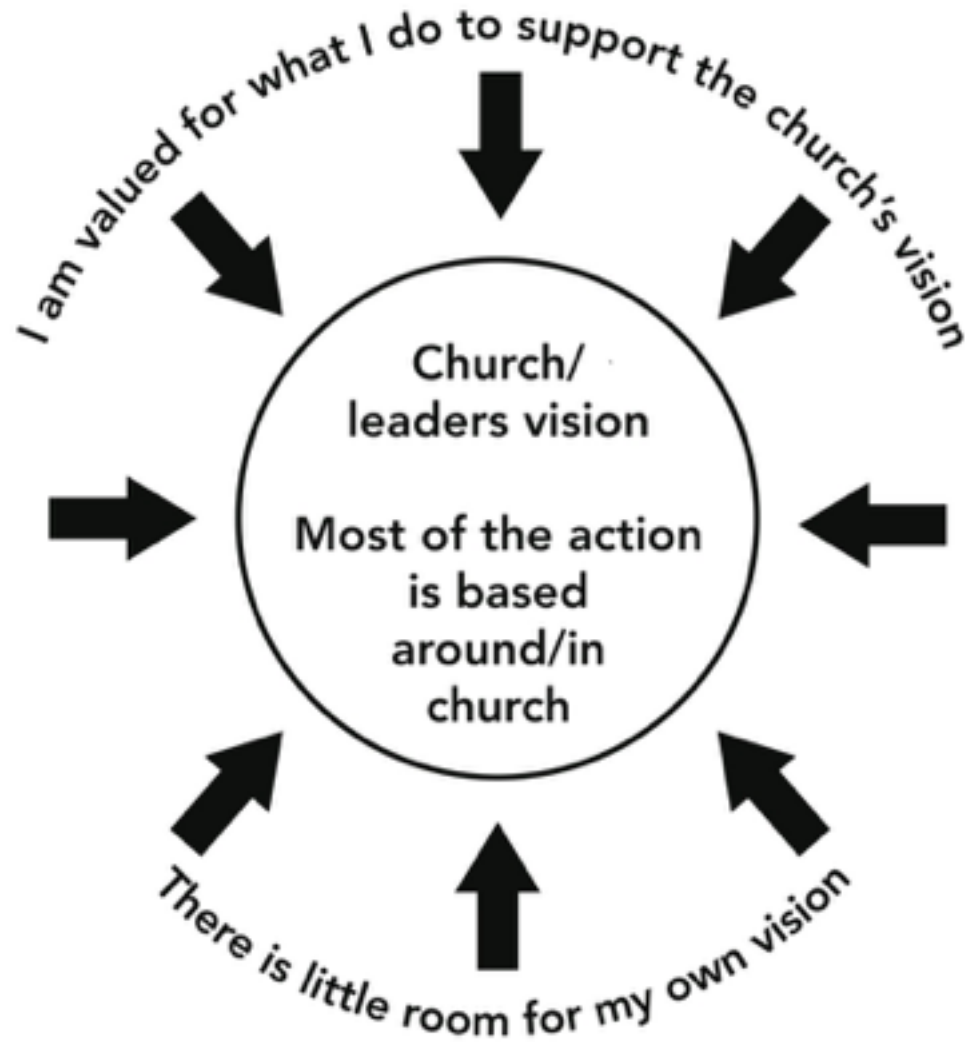 I am valued for what I do to support the church's vision
Church/
leaders vision
Most of the action
is based
around/in
church
There is little room for my own vision